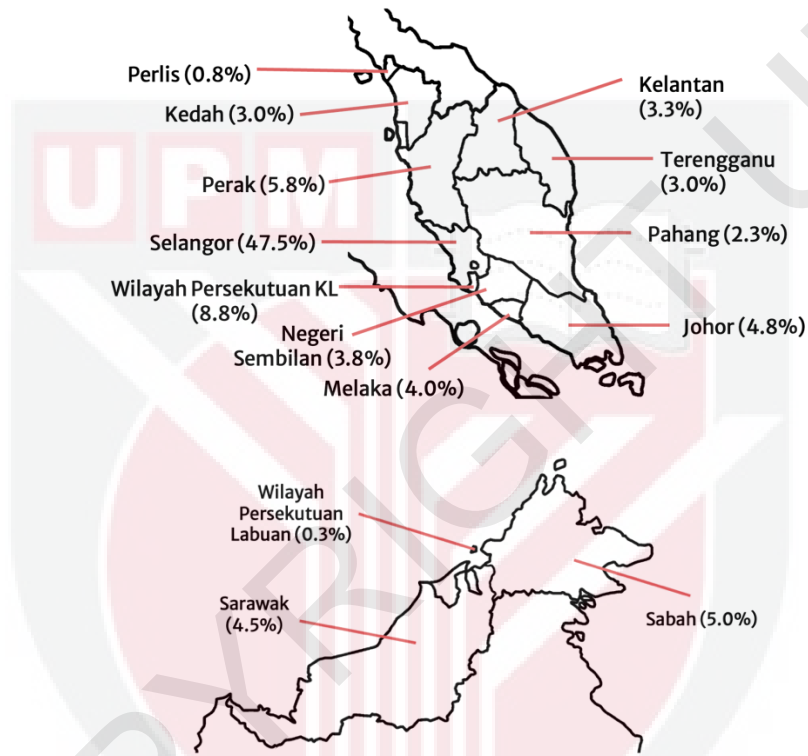 Perlis (0.8%)
Kedah (3.0%)
Kelantan
(3.3%)
UPM
Terengganu
(3.0%)
Perak (5.8%)
Selangor (47.5%)
Pahang (2.3%)
Wilayah Persekutuan KL
(8.8%)
Negeri
Sembilan (3.8%)
Johor (4.8%)
Melaka (4.0%)
Wilayah
Persekutuan
Labuan (0.3%)
Sarawak
(4.5%)
Sabah (5.0%)
PYRIGHT U